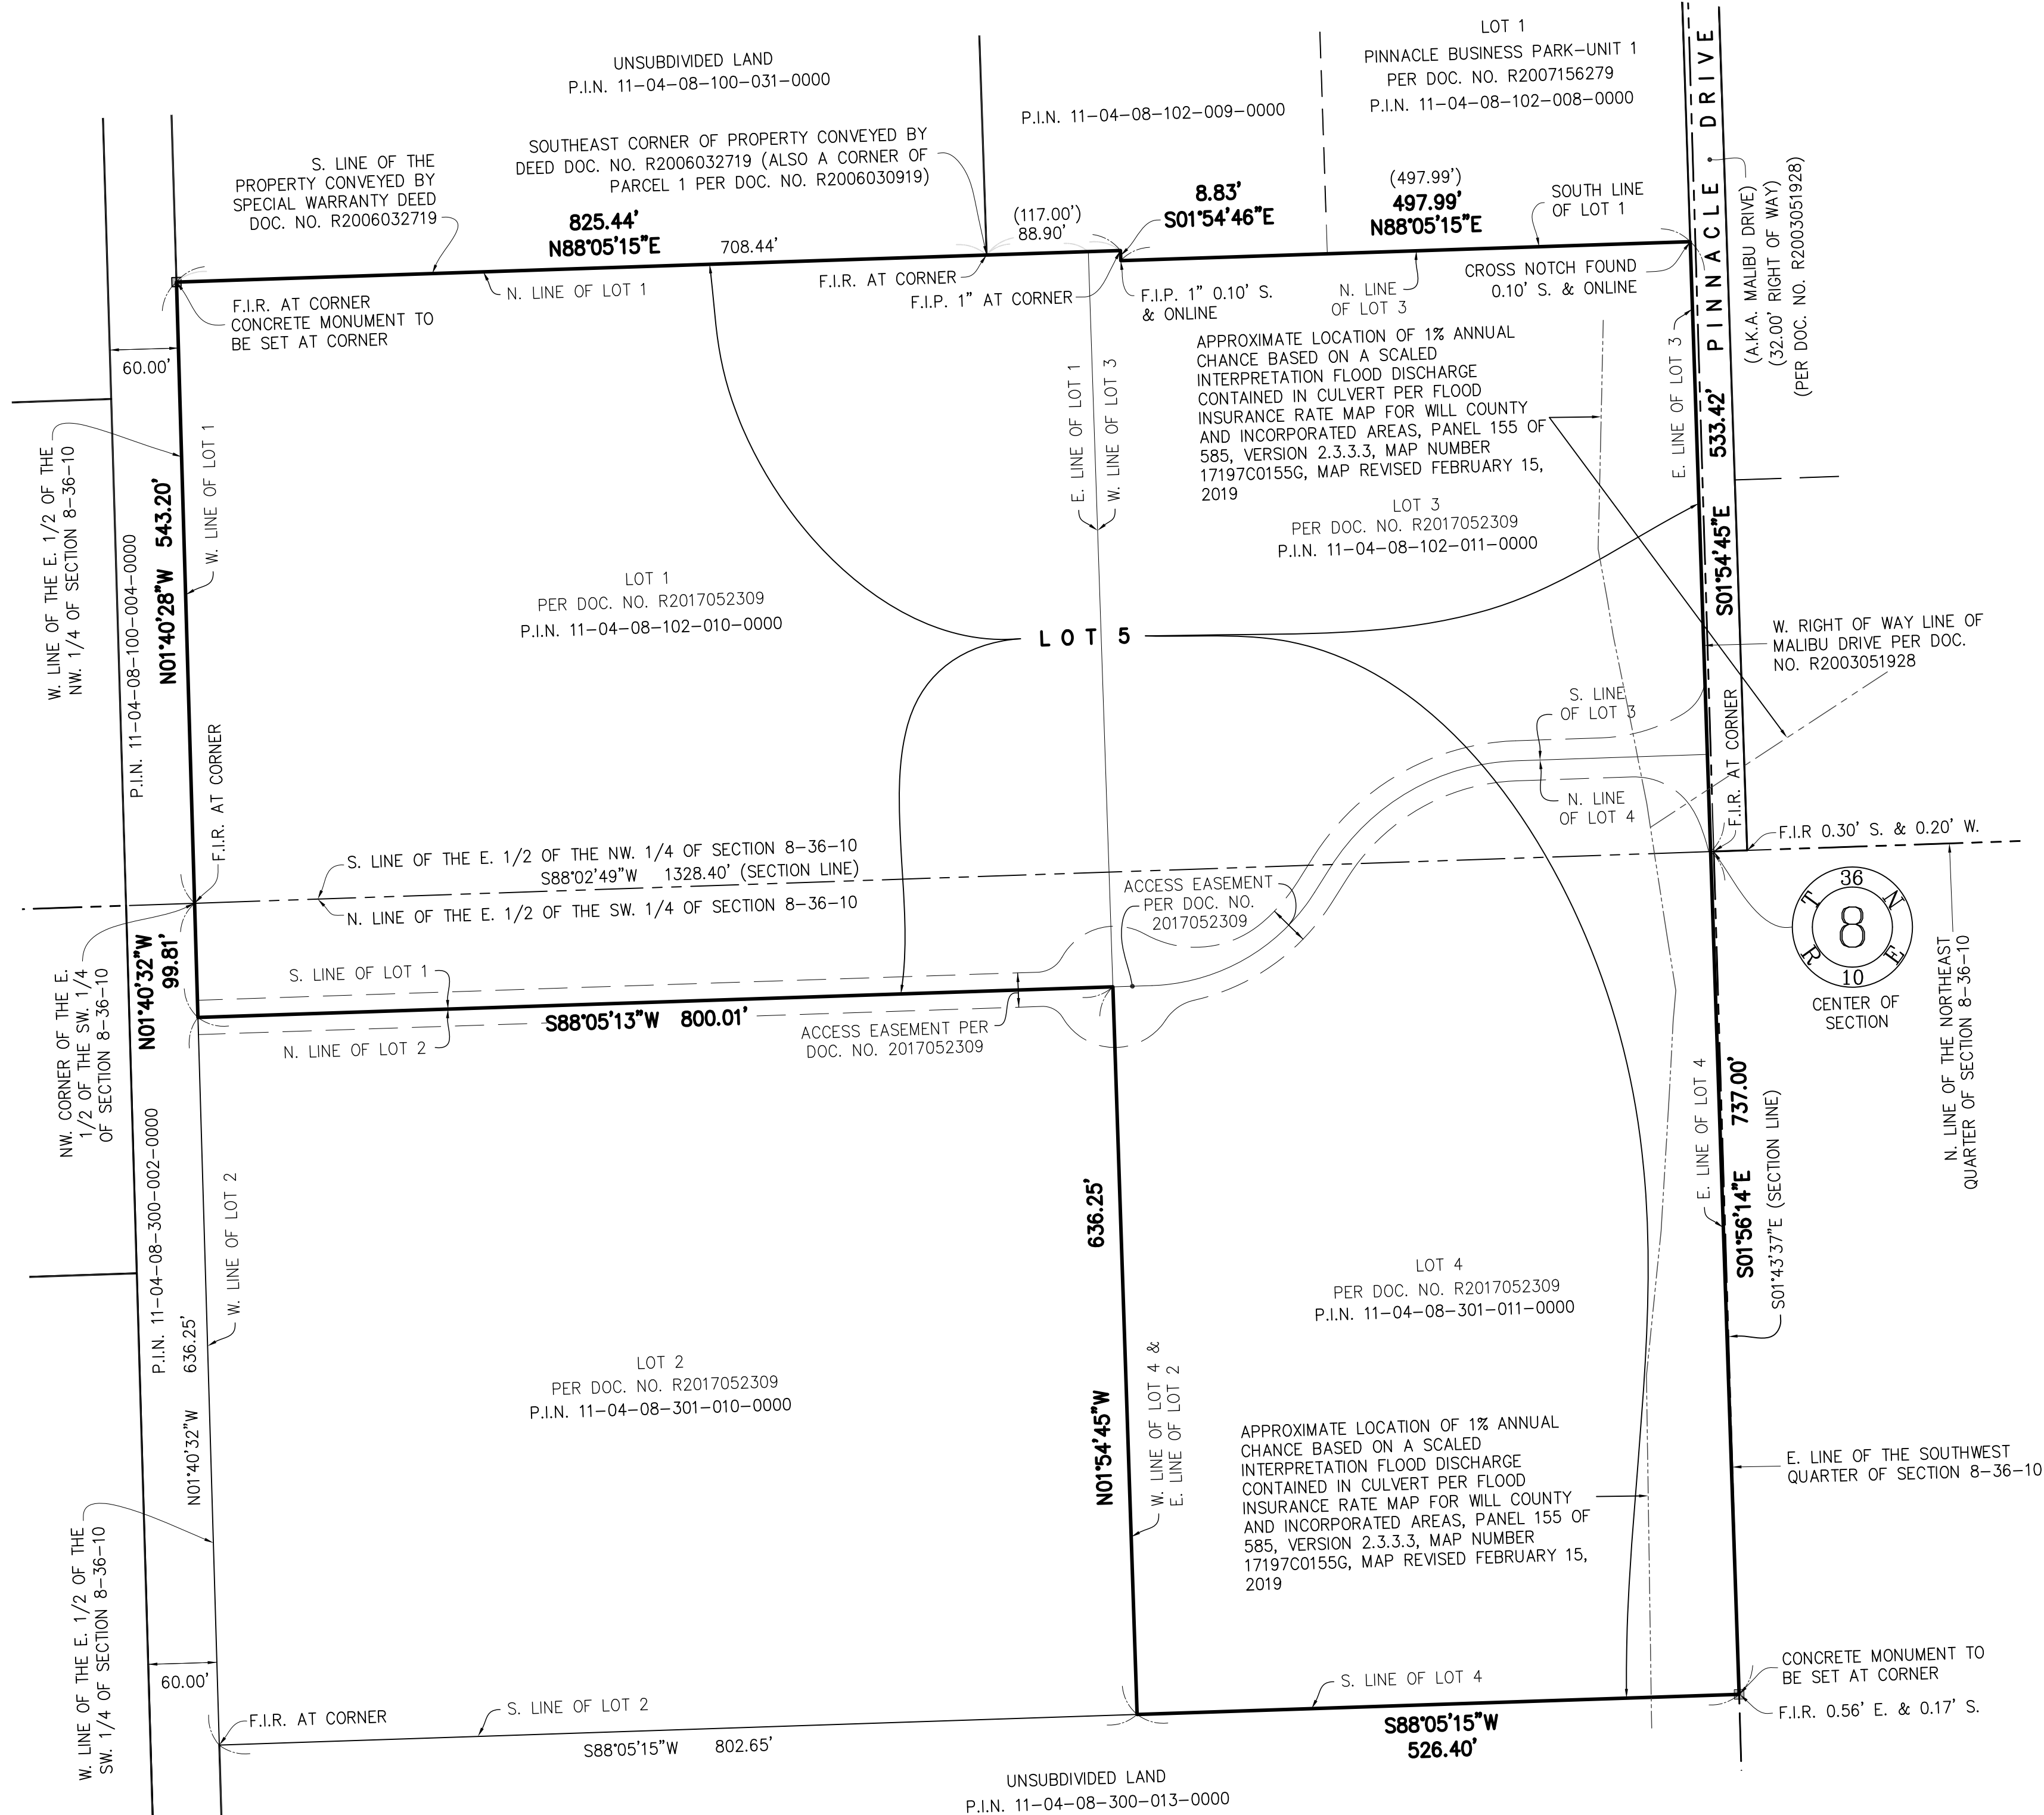 UNSUBDIVIDED LAND
P.I.N. 11-04-08-100-031-0000
LOT 1
PINNACLE BUSINESS PARK-UNIT 1
PER DOC. NO. R2007156279
P.I.N. 11-04-08-102-008-0000
P.I.N. 11-04-08-102-009-0000
S. LINE OF THE
PROPERTY CONVEYED BY
SPECIAL WARRANTY DEED
DOC. NO. R2006032719
SOUTHEAST CORNER OF PROPERTY CONVEYED BY
DEED DOC. NO. R2006032719 (ALSO A CORNER OF
PARCEL 1 PER DOC. NO. R2006030919)
825.44'
N88°05'15"E
708.44'
(117.00')
88.90'
8.83'
S01°54'46"E
(497.99')
497.99'
N88°05'15"E
SOUTH LINE
OF LOT 1
PINNACLE DRIVE
(A.K.A. MALIBU DRIVE)
(32.00' RIGHT OF WAY)
(PER DOC. NO. R2003051928)
F.I.R. AT CORNER
CONCRETE MONUMENT TO
BE SET AT CORNER
N. LINE OF LOT 1
F.I.R. AT CORNER
F.I.P. 1" AT CORNER
F.I.P. 1" 0.10' S.
& ONLINE
N. LINE
OF LOT 3
CROSS NOTCH FOUND
0.10' S. & ONLINE
60.00'
W. LINE OF THE E. 1/2 OF THE
NW. 1/4 OF SECTION 8-36-10
P.I.N. 11-04-08-100-004-0000
N01°40'28"W 543.20'
W. LINE OF LOT 1
F.I.R. AT CORNER
E. LINE OF LOT 1
W. LINE OF LOT 3
APPROXIMATE LOCATION OF 1% ANNUAL
CHANCE BASED ON A SCALED
INTERPRETATION FLOOD DISCHARGE
CONTAINED IN CULVERT PER FLOOD
INSURANCE RATE MAP FOR WILL COUNTY
AND INCORPORATED AREAS, PANEL 155 OF
585, VERSION 2.3.3.3, MAP NUMBER
17197C0155G, MAP REVISED FEBRUARY 15,
2019
LOT 3
PER DOC. NO. R2017052309
P.I.N. 11-04-08-102-011-0000
E. LINE OF LOT 3
S01°54'45"E 533.42'
LOT 1
PER DOC. NO. R2017052309
P.I.N. 11-04-08-102-010-0000
LOT 5
W. RIGHT OF WAY LINE OF
MALIBU DRIVE PER DOC.
NO. R2003051928
S. LINE
OF LOT 3
N. LINE
OF LOT 4
F.I.R. AT CORNER
F.I.R 0.30' S. & 0.20' W.
S. LINE OF THE E. 1/2 OF THE NW. 1/4 OF SECTION 8-36-10
S88°02'49"W 1328.40' (SECTION LINE)
N. LINE OF THE E. 1/2 OF THE SW. 1/4 OF SECTION 8-36-10
ACCESS EASEMENT
PER DOC. NO.
2017052309
36
T N
8
R E
10
CENTER OF
SECTION
N. LINE OF THE NORTHEAST
QUARTER OF SECTION 8-36-10
NW. CORNER OF THE E.
1/2 OF THE SW. 1/4
OF SECTION 8-36-10
N01°40'32"W
99.81'
S. LINE OF LOT 1
N. LINE OF LOT 2
S88°05'13"W 800.01'
ACCESS EASEMENT PER
DOC. NO. 2017052309
P.I.N. 11-04-08-300-002-0000
N01°40'32"W 636.25'
W. LINE OF LOT 2
N01°54'45"W 636.25'
W. LINE OF LOT 4 &
E. LINE OF LOT 2
E. LINE OF LOT 4
S01°56'14"E 737.00'
S01°43'37"E (SECTION LINE)
LOT 4
PER DOC. NO. R2017052309
P.I.N. 11-04-08-301-011-0000
LOT 2
PER DOC. NO. R2017052309
P.I.N. 11-04-08-301-010-0000
APPROXIMATE LOCATION OF 1% ANNUAL
CHANCE BASED ON A SCALED
INTERPRETATION FLOOD DISCHARGE
CONTAINED IN CULVERT PER FLOOD
INSURANCE RATE MAP FOR WILL COUNTY
AND INCORPORATED AREAS, PANEL 155 OF
585, VERSION 2.3.3.3, MAP NUMBER
17197C0155G, MAP REVISED FEBRUARY 15,
2019
E. LINE OF THE SOUTHWEST
QUARTER OF SECTION 8-36-10
W. LINE OF THE E. 1/2 OF THE
SW. 1/4 OF SECTION 8-36-10
60.00'
F.I.R. AT CORNER
S. LINE OF LOT 2
S88°05'15"W 802.65'
S. LINE OF LOT 4
S88°05'15"W
526.40'
CONCRETE MONUMENT TO
BE SET AT CORNER
F.I.R. 0.56' E. & 0.17' S.
UNSUBDIVIDED LAND
P.I.N. 11-04-08-300-013-0000